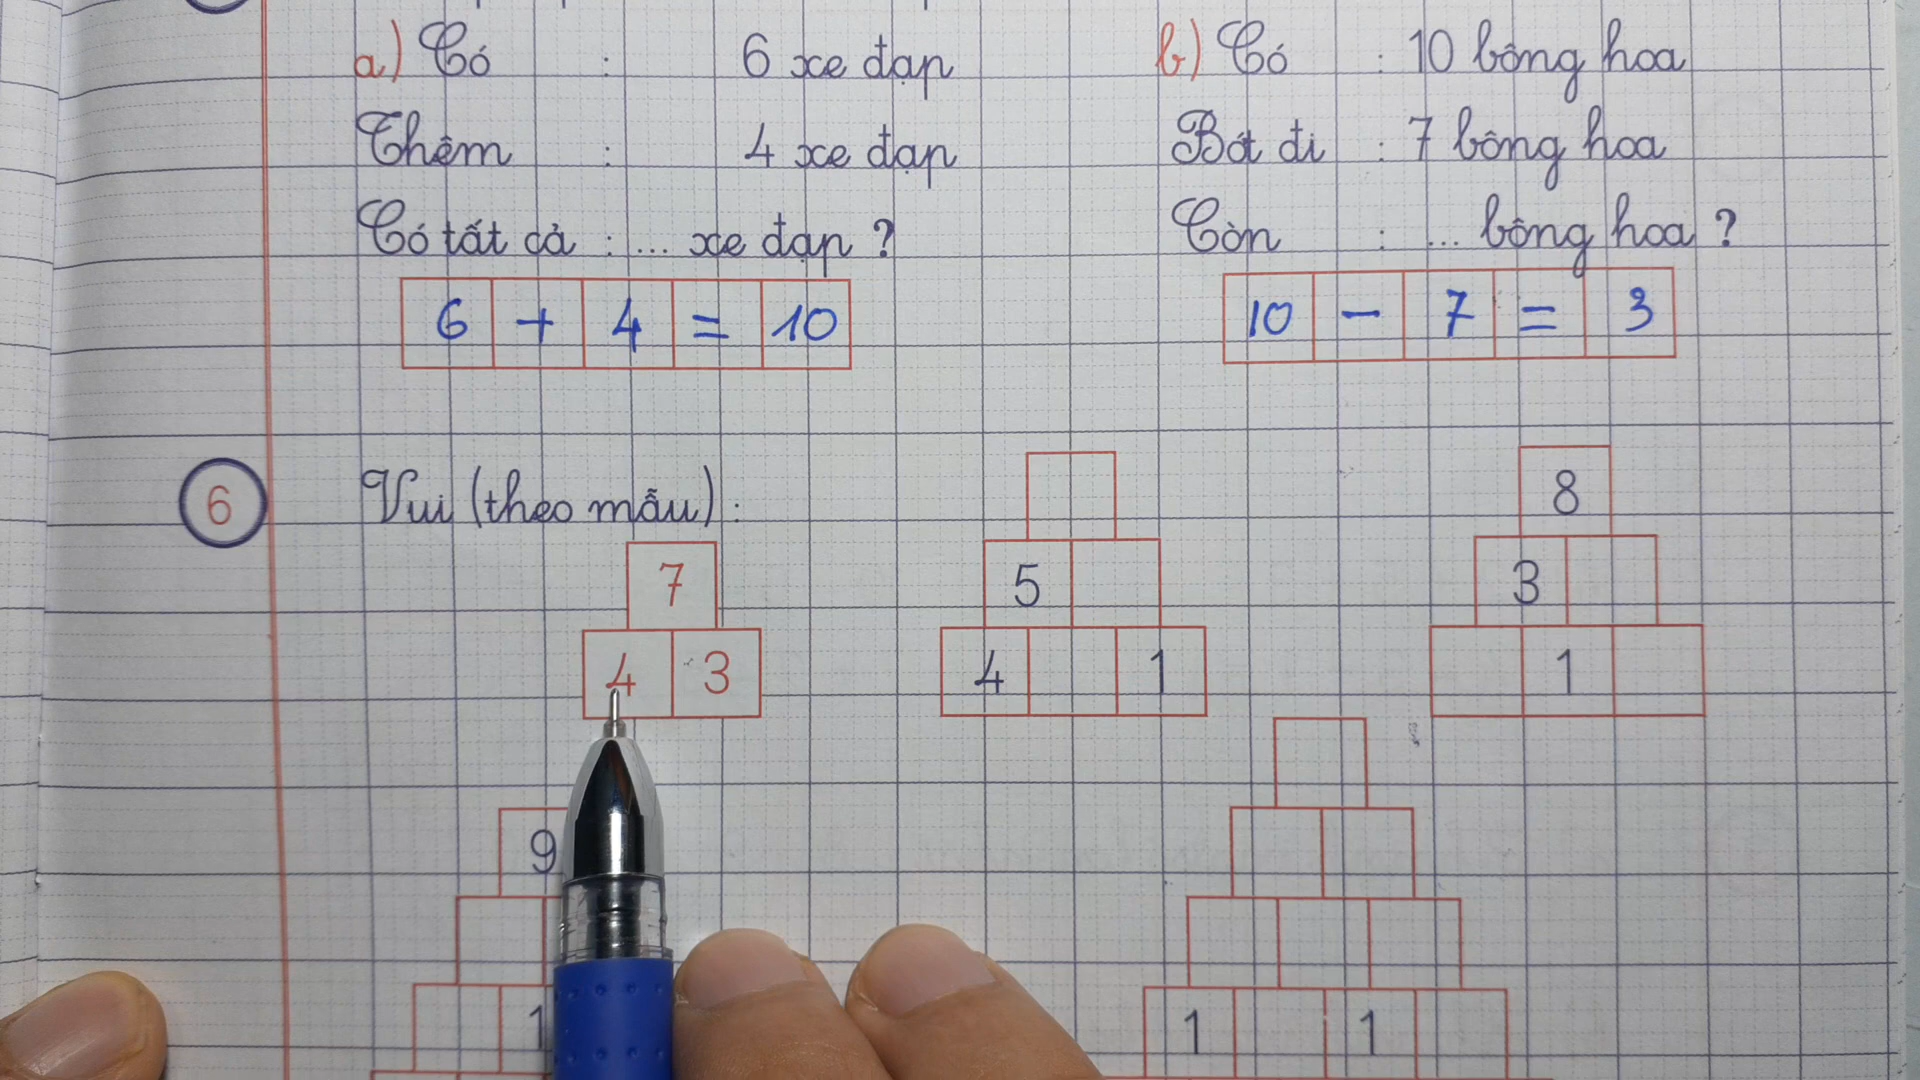 a) Có : 6 xe đạp
Thêm : 4 xe đạp
Có tất cả : ... xe đạp ?
6 + 4 = 10
b) Có : 10 bông hoa
Bớt đi : 7 bông hoa
Còn : ... bông hoa ?
10 - 7 = 3
6 Vui (theo mẫu) :
7
4 3
5
4 1
8
3
1
9
1
1 1